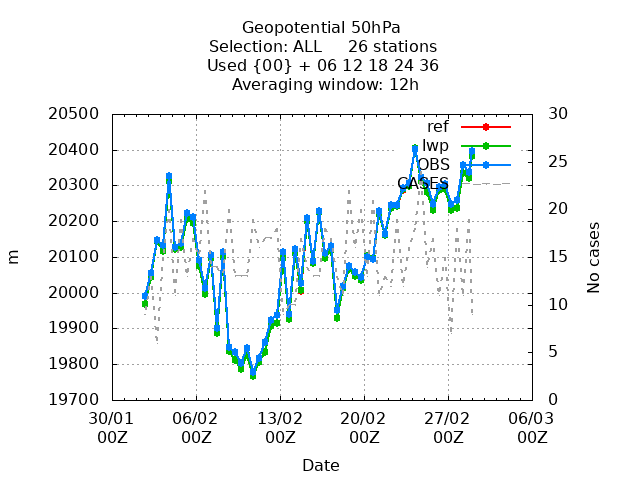 Geopotential 50hPa
Selection: ALL     26 stations
Used {00} + 06 12 18 24 36
Averaging window: 12h
20500
20400
20300
20200
20100
20000
19900
19800
19700
m
30
25
20
15
10
5
0
No cases
ref
lwp
OBS
CASES
30/01 06/02 13/02 20/02 27/02 06/03
00Z 00Z 00Z 00Z 00Z 00Z
Date